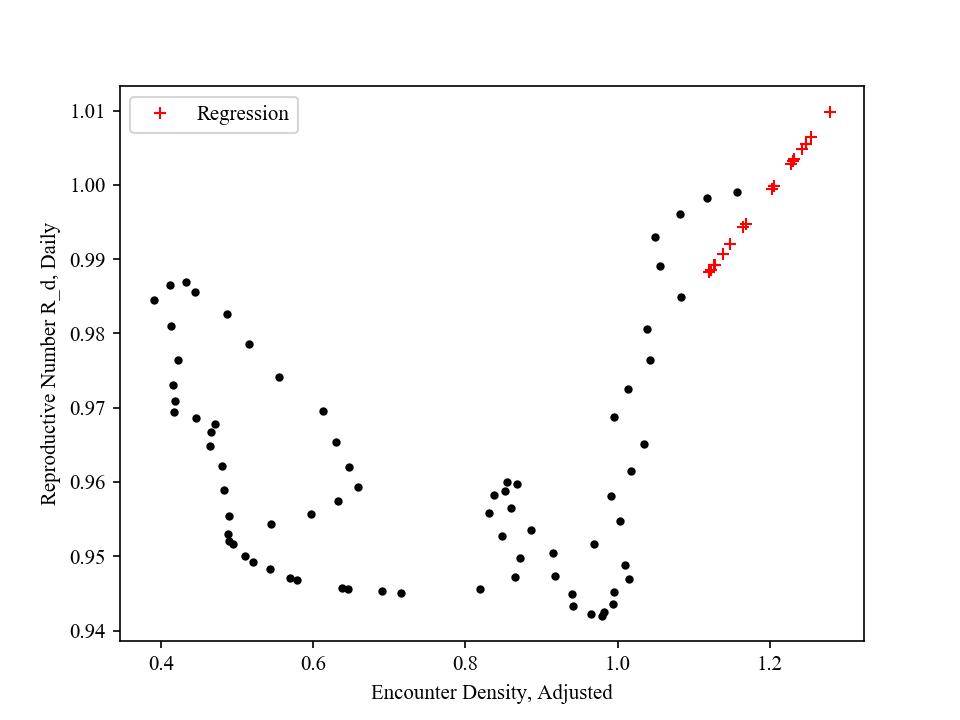 Regression
1.01
1.00
0.99
0.98
0.97
0.96
0.95
0.94
Reproductive Number R_d, Daily
0.4 0.6 0.8 1.0 1.2
Encounter Density, Adjusted